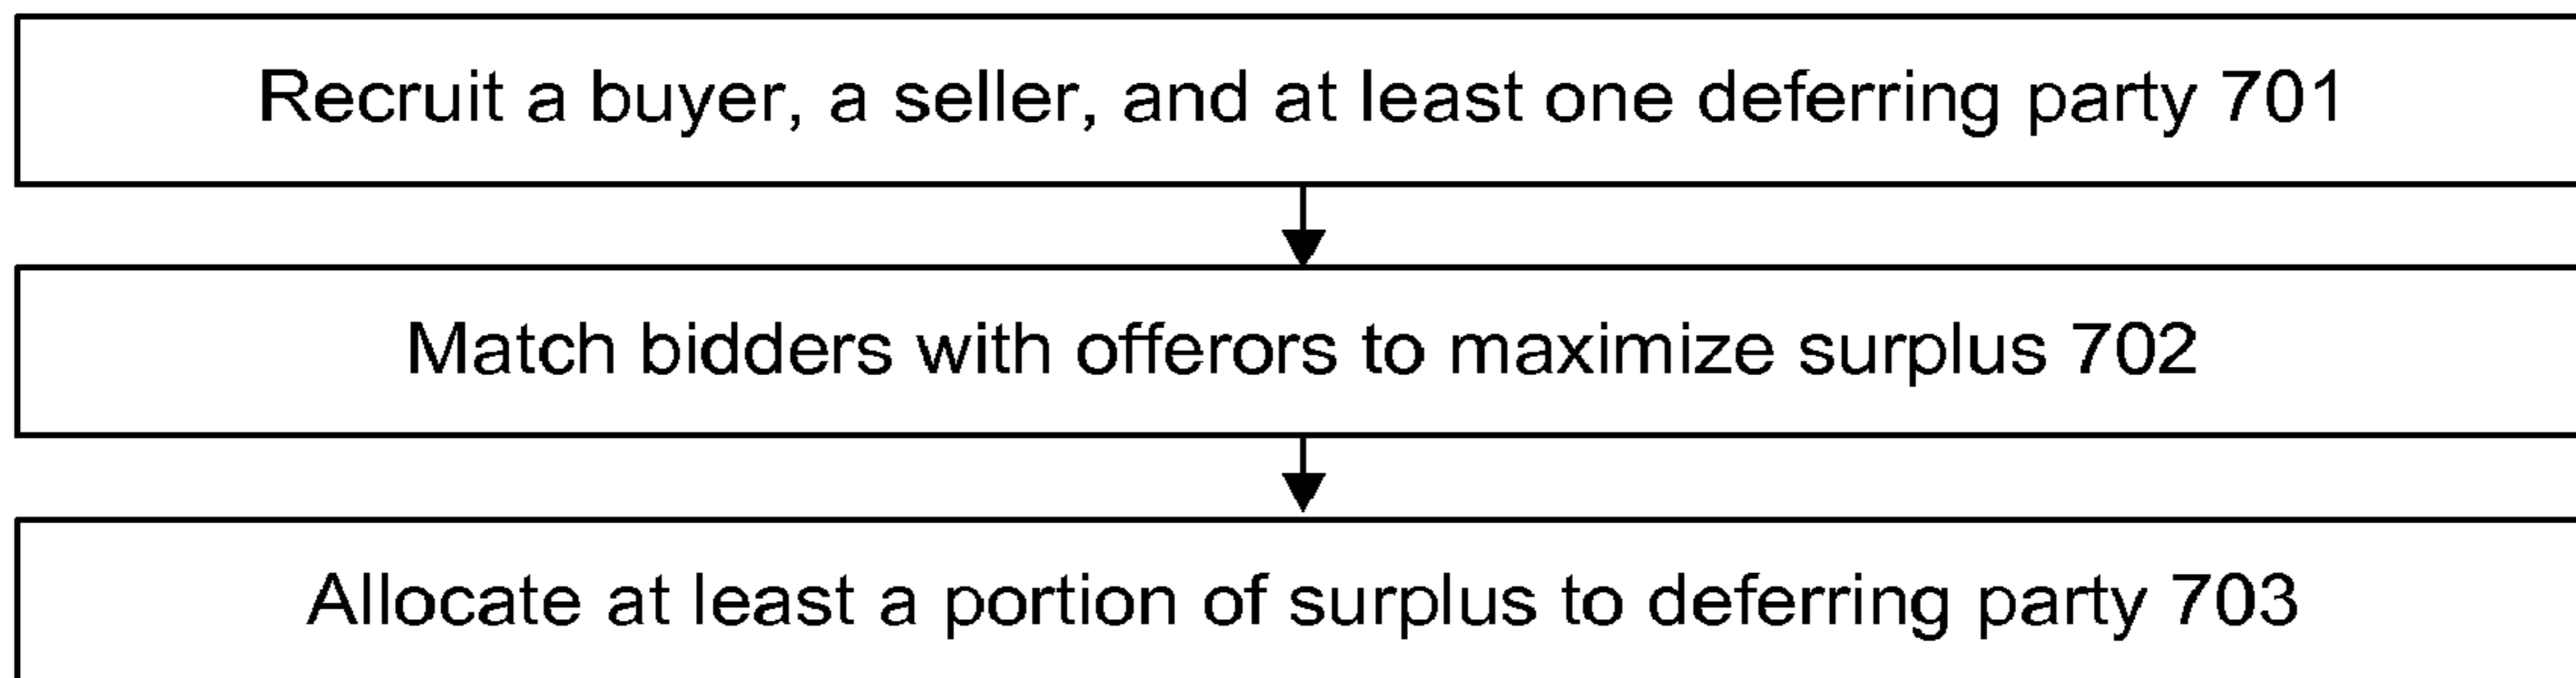 Recruit a buyer, a seller, and at least one deferring party 701
Match bidders with offerors to maximize surplus 702
Allocate at least a portion of surplus to deferring party 703